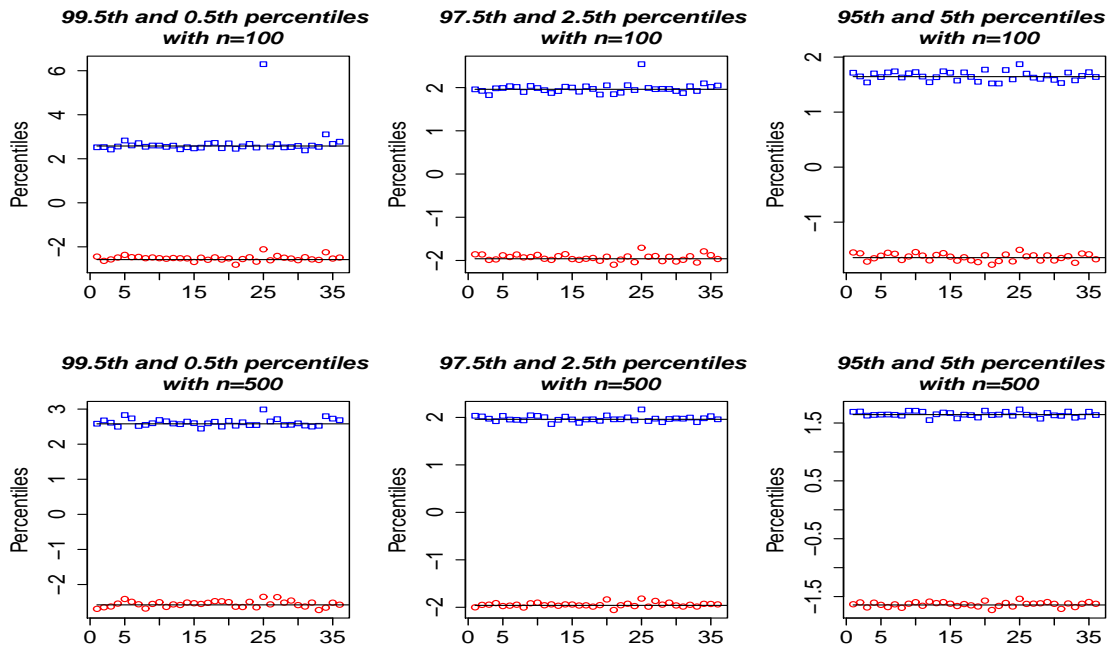 99.5th and 0.5th percentiles
with n=100
97.5th and 2.5th percentiles
with n=100
95th and 5th percentiles
with n=100
Percentiles
6
4
2
0
−2
0 5 15 25 35
Percentiles
2
1
0
−1
−2
0 5 15 25 35
Percentiles
2
1
0
−1
0 5 15 25 35
99.5th and 0.5th percentiles
with n=500
97.5th and 2.5th percentiles
with n=500
95th and 5th percentiles
with n=500
Percentiles
3
2
1
0
−1
−2
0 5 15 25 35
Percentiles
2
1
0
−1
−2
0 5 15 25 35
Percentiles
1.5
0.5
−0.5
−1.5
0 5 15 25 35